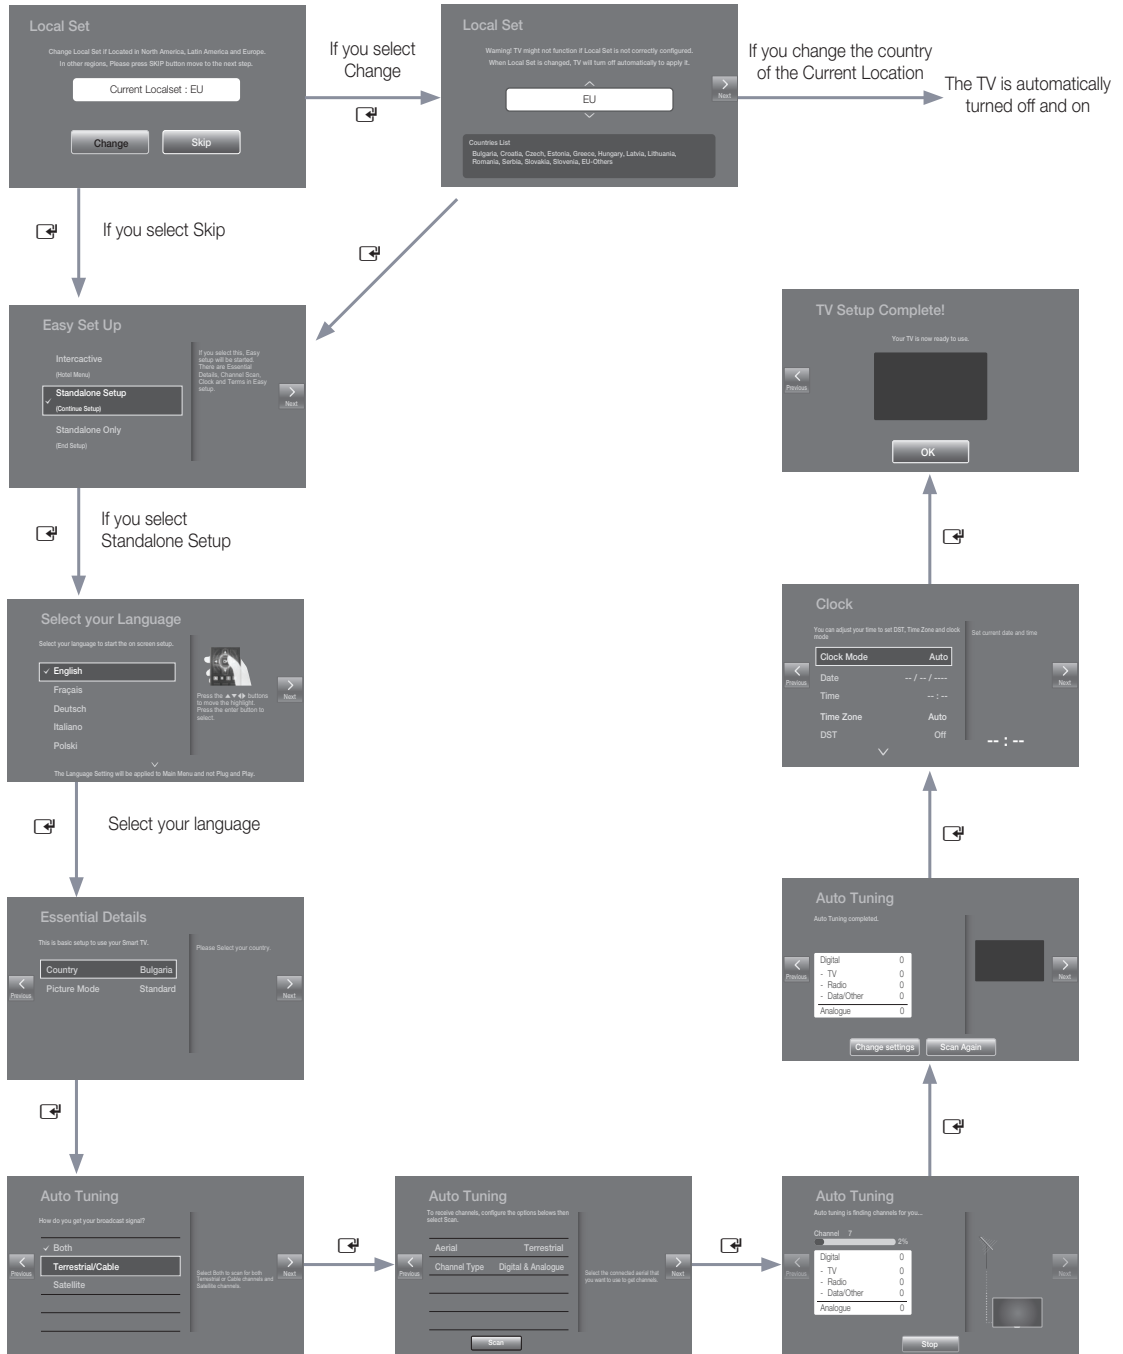 Local Set
Change Local Set if Located in North America, Latin America and Europe.
In other regions, Please press SKIP button move to the next step.
Current Localset : EU
Change
Skip
If you select
Change
Local Set
Warning! TV might not function if Local Set is not correctly configured.
When Local Set is changed, TV will turn off automatically to apply it.
EU
Next
Countries List
Bulgaria, Croatia, Czech, Estonia, Greece, Hungary, Latvia, Lithuania,
Romania, Serbia, Slovakia, Slovenia, EU-Others
If you change the country
of the Current Location
The TV is automatically
turned off and on
If you select Skip
Easy Set Up
Intercactive
(Hotel Menu)
Standalone Setup
(Continue Setup)
Standalone Only
(End Setup)
If you select this, Easy
setup will be started.
There are Essential
Details, Channel Scan,
Clock and Terms in Easy
setup.
Next
If you select
Standalone Setup
Select your Language
Select your language to start the on screen setup.
English
Fraçais
Deutsch
Italiano
Polski
Press the ▲▼◀▶ buttons
to move the highlight.
Press the enter button to
select.
Next
The Language Setting will be applied to Main Menu and not Plug and Play.
Select your language
Essential Details
This is basic setup to use your Smart TV.
Country Bulgaria
Picture Mode Standard
Please Select your country.
Previous
Next
Auto Tuning
How do you get your broadcast signal?
Both
Terrestrial/Cable
Satellite
Select Both to scan for both
Terrestrial or Cable channels and
Satellite channels.
Previous
Next
Auto Tuning
To receive channels, configure the options belows then
select Scan.
Aerial Terrestrial
Channel Type Digital & Analogue
Select the connected aerial that
you want to use to get channels.
Previous
Next
Scan
Auto Tuning
Auto tuning is finding channels for you...
Channel 7
2%
Digital 0
- TV 0
- Radio 0
- Data/Other 0
Analogue 0
Previous
Next
Stop
Auto Tuning
Auto Tuning completed.
Digital 0
- TV 0
- Radio 0
- Data/Other 0
Analogue 0
Previous
Next
Change settings
Scan Again
Clock
You can adjust your time to set DST, Time Zone and clock
mode
Clock Mode Auto
Date -- / -- / ----
Time -- : --
Time Zone Auto
DST Off
Set current date and time
-- : --
Previous
Next
TV Setup Complete!
Your TV is now ready to use.
Previous
OK